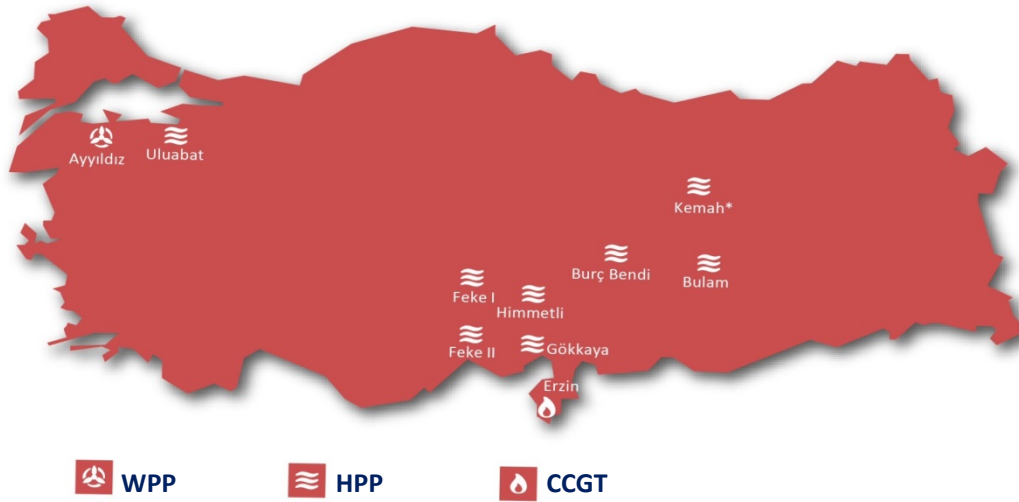 Ayyıldız
Uluabat
Kemah*
Burç Bendi
Bulam
Feke I
Himmetli
Feke II
Gökkaya
Erzin
WPP
HPP
CCGT